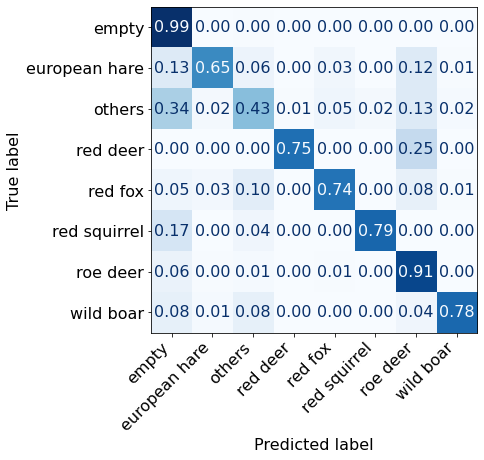 empty 0.99 0.00 0.00 0.00 0.00 0.00 0.00 0.00
european hare 0.13 0.65 0.06 0.00 0.03 0.00 0.12 0.01
others 0.34 0.02 0.43 0.01 0.05 0.02 0.13 0.02
red deer 0.00 0.00 0.00 0.75 0.00 0.00 0.25 0.00
red fox 0.05 0.03 0.10 0.00 0.74 0.00 0.08 0.01
red squirrel 0.17 0.00 0.04 0.00 0.00 0.79 0.00 0.00
roe deer 0.06 0.00 0.01 0.00 0.01 0.00 0.91 0.00
wild boar 0.08 0.01 0.08 0.00 0.00 0.00 0.04 0.78
True label
empty european hare others red deer red fox red squirrel roe deer wild boar
Predicted label